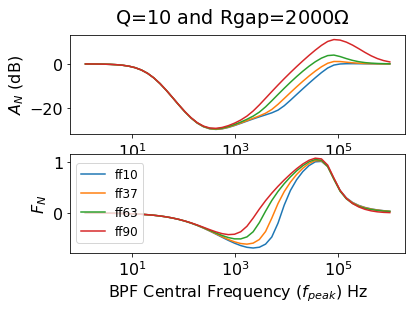 Q=10 and Rgap=2000Ω
A_N (dB)
0
−20
10^1
10^3
10^5
F_N
1
0
ff10
ff37
ff63
ff90
10^1
10^3
10^5
BPF Central Frequency (f_peak) Hz